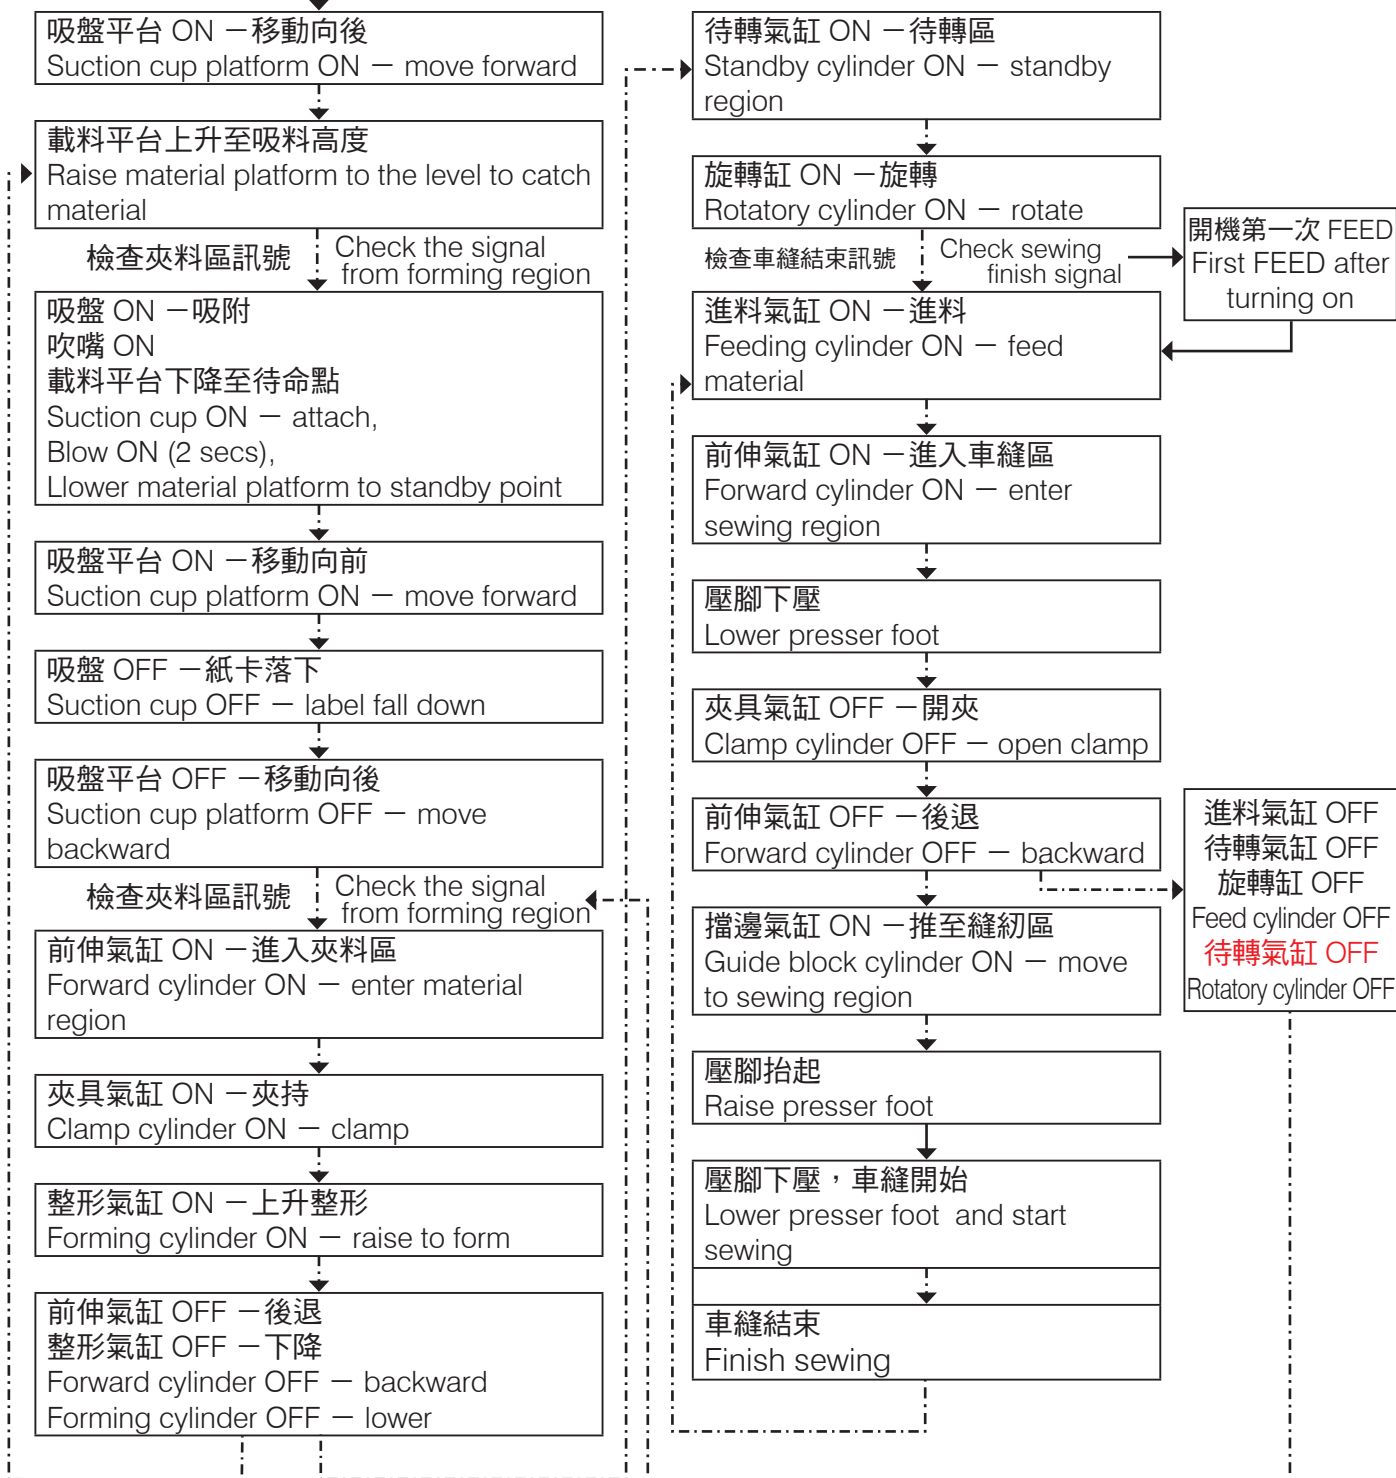 吸盤平台 ON －移動向後
Suction cup platform ON － move forward
載料平台上升至吸料高度
Raise material platform to the level to catch
material
檢查夾料區訊號
Check the signal
from forming region
吸盤 ON －吸附
吹嘴 ON
載料平台下降至待命點
Suction cup ON － attach,
Blow ON (2 secs),
Llower material platform to standby point
吸盤平台 ON －移動向前
Suction cup platform ON － move forward
吸盤 OFF －紙卡落下
Suction cup OFF － label fall down
吸盤平台 OFF －移動向後
Suction cup platform OFF － move
backward
檢查夾料區訊號
Check the signal
from forming region
前伸氣缸 ON －進入夾料區
Forward cylinder ON － enter material
region
夾具氣缸 ON －夾持
Clamp cylinder ON － clamp
整形氣缸 ON －上升整形
Forming cylinder ON － raise to form
前伸氣缸 OFF －後退
整形氣缸 OFF －下降
Forward cylinder OFF － backward
Forming cylinder OFF － lower
待轉氣缸 ON －待轉區
Standby cylinder ON － standby
region
旋轉缸 ON －旋轉
Rotatory cylinder ON － rotate
檢查車縫結束訊號
Check sewing
finish signal
開機第一次 FEED
First FEED after
turning on
進料氣缸 ON －進料
Feeding cylinder ON － feed
material
前伸氣缸 ON －進入車縫區
Forward cylinder ON － enter
sewing region
壓腳下壓
Lower presser foot
夾具氣缸 OFF －開夾
Clamp cylinder OFF － open clamp
前伸氣缸 OFF －後退
Forward cylinder OFF － backward
進料氣缸 OFF
待轉氣缸 OFF
旋轉缸 OFF
Feed cylinder OFF
待轉氣缸 OFF
Rotatory cylinder OFF
擋邊氣缸 ON －推至縫紉區
Guide block cylinder ON － move
to sewing region
壓腳抬起
Raise presser foot
壓腳下壓，車縫開始
Lower presser foot and start
sewing
車縫結束
Finish sewing